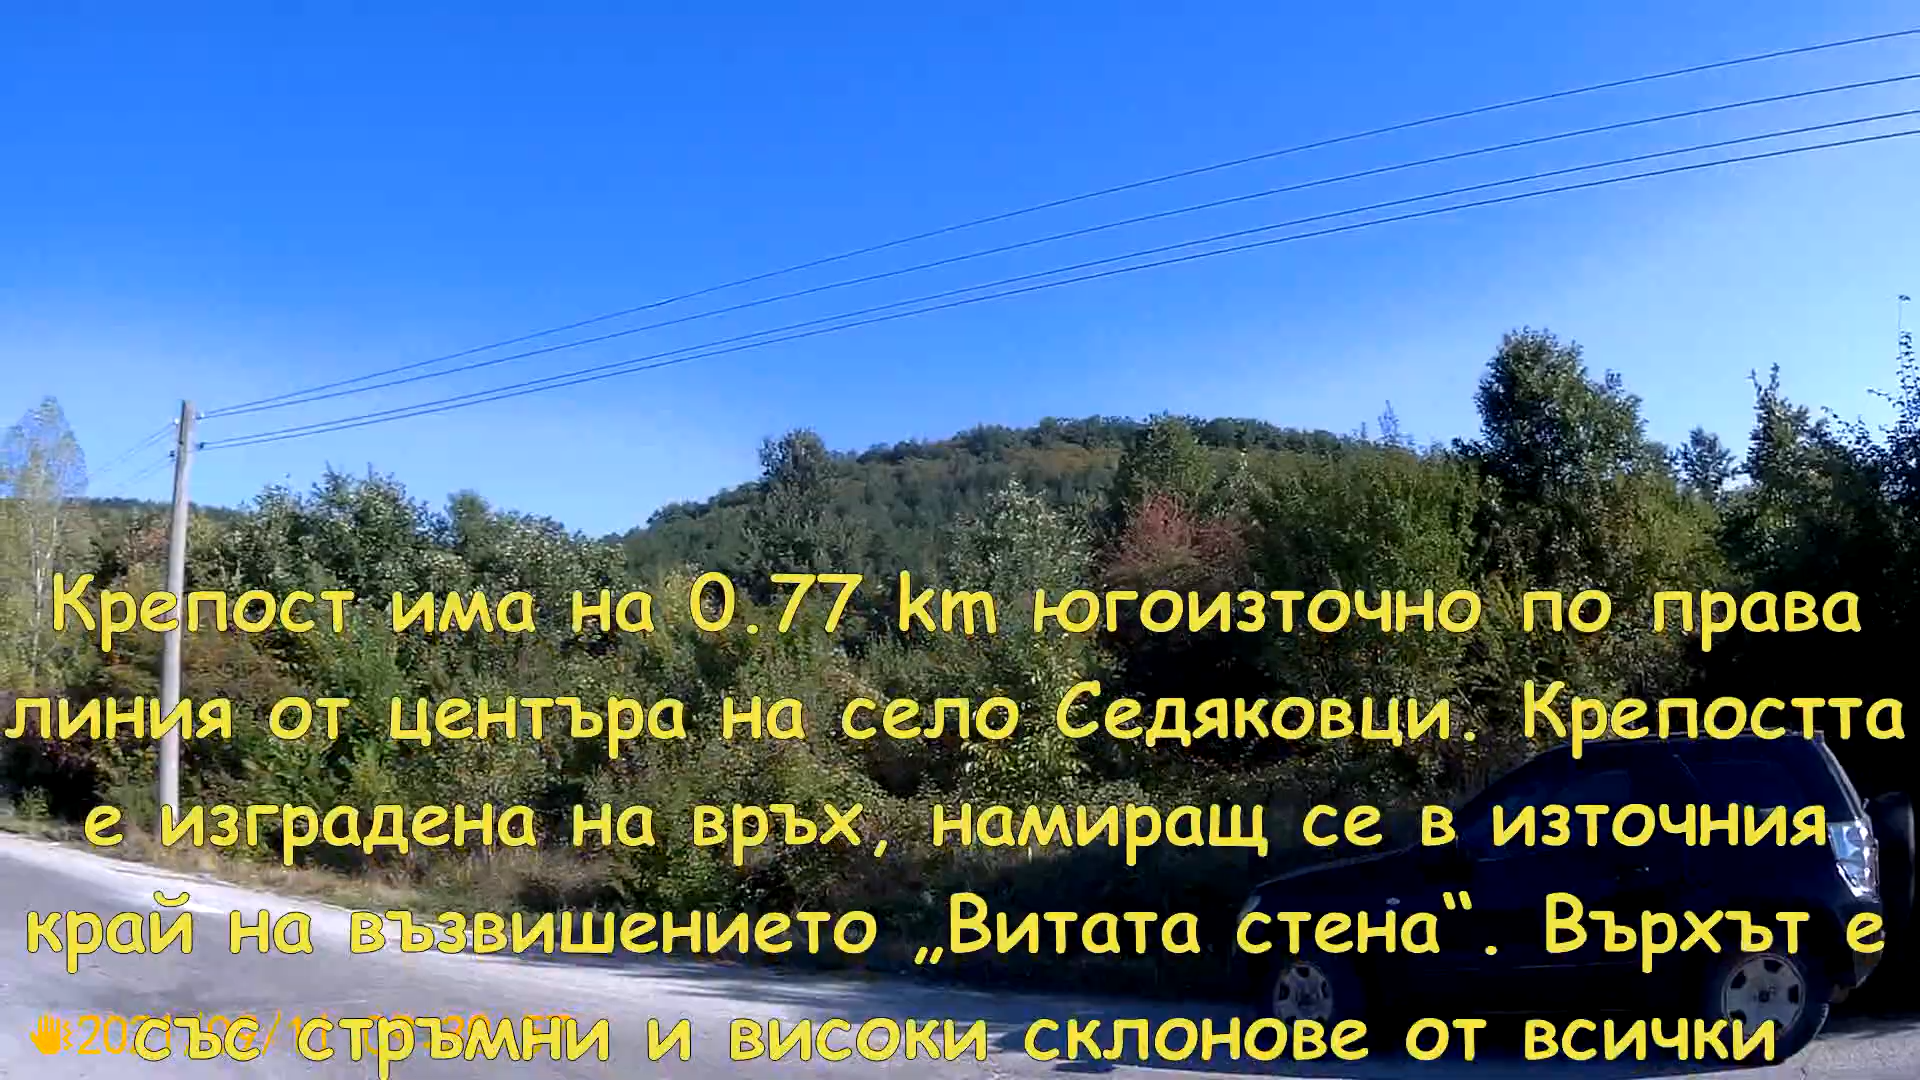 Крепост има на 0.77 km югоизточно по права
линия от центъра на село Седяковци. Крепостта
е изградена на връх, намиращ се в източния
край на възвишението „Витата стена“. Върхът е
със стръмни и високи склонове от всички